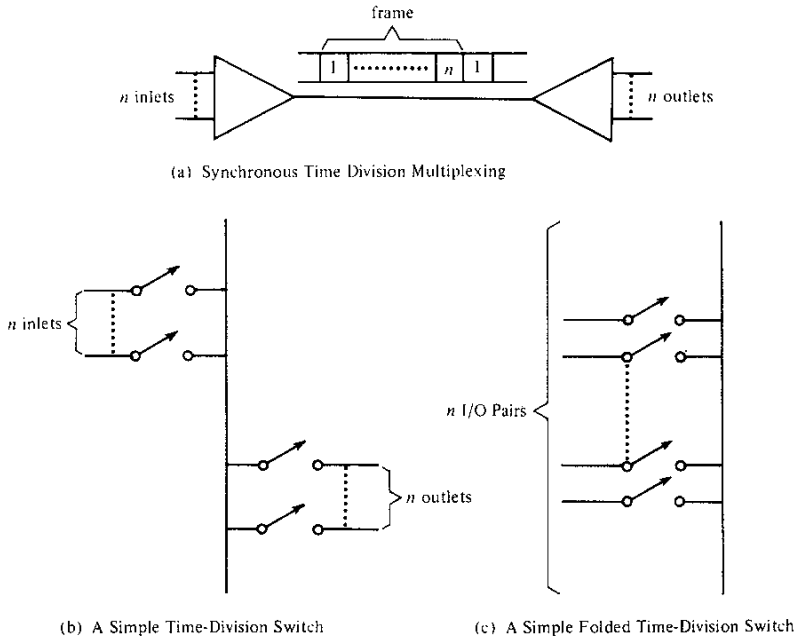 frame
1 n 1
n inlets
n outlets
(a) Synchronous Time Division Multiplexing
n inlets
n I/O Pairs
n outlets
(b) A Simple Time-Division Switch
(c) A Simple Folded Time-Division Switch